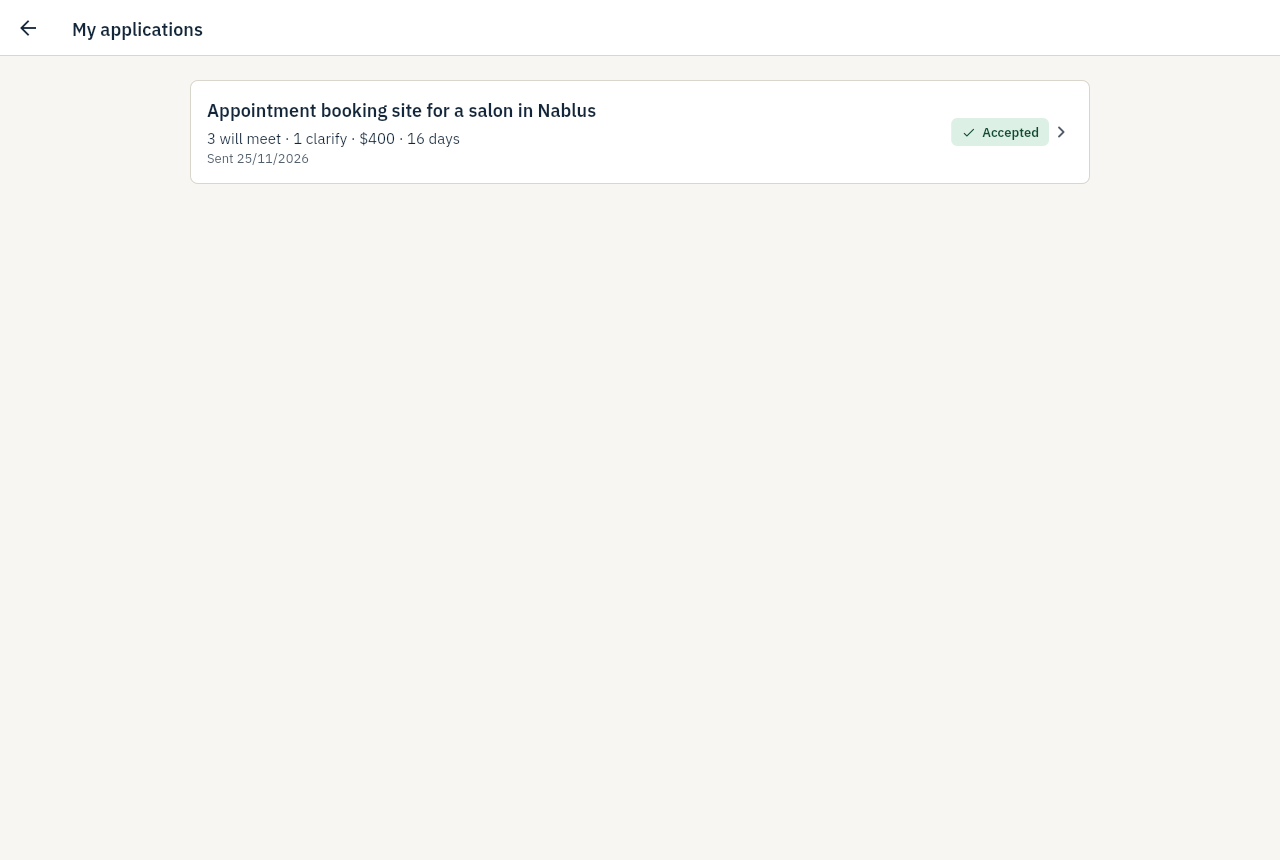 My applications
Appointment booking site for a salon in Nablus
3 will meet · 1 clarify · $400 · 16 days
Sent 25/11/2026
Accepted